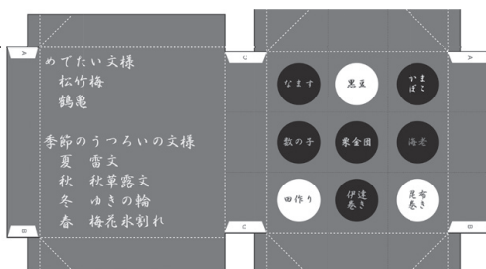 A
めでたい文様
松竹梅
鶴亀
季節のうつろいの文様
夏 雷文
秋 秋草露文
冬 ゆきの輪
春 梅花氷割れ
B
C
A
なます
黒豆
かま
ぼこ
数の子
栗金団
海老
田作り
伊達
巻き
昆布
巻き
C
B